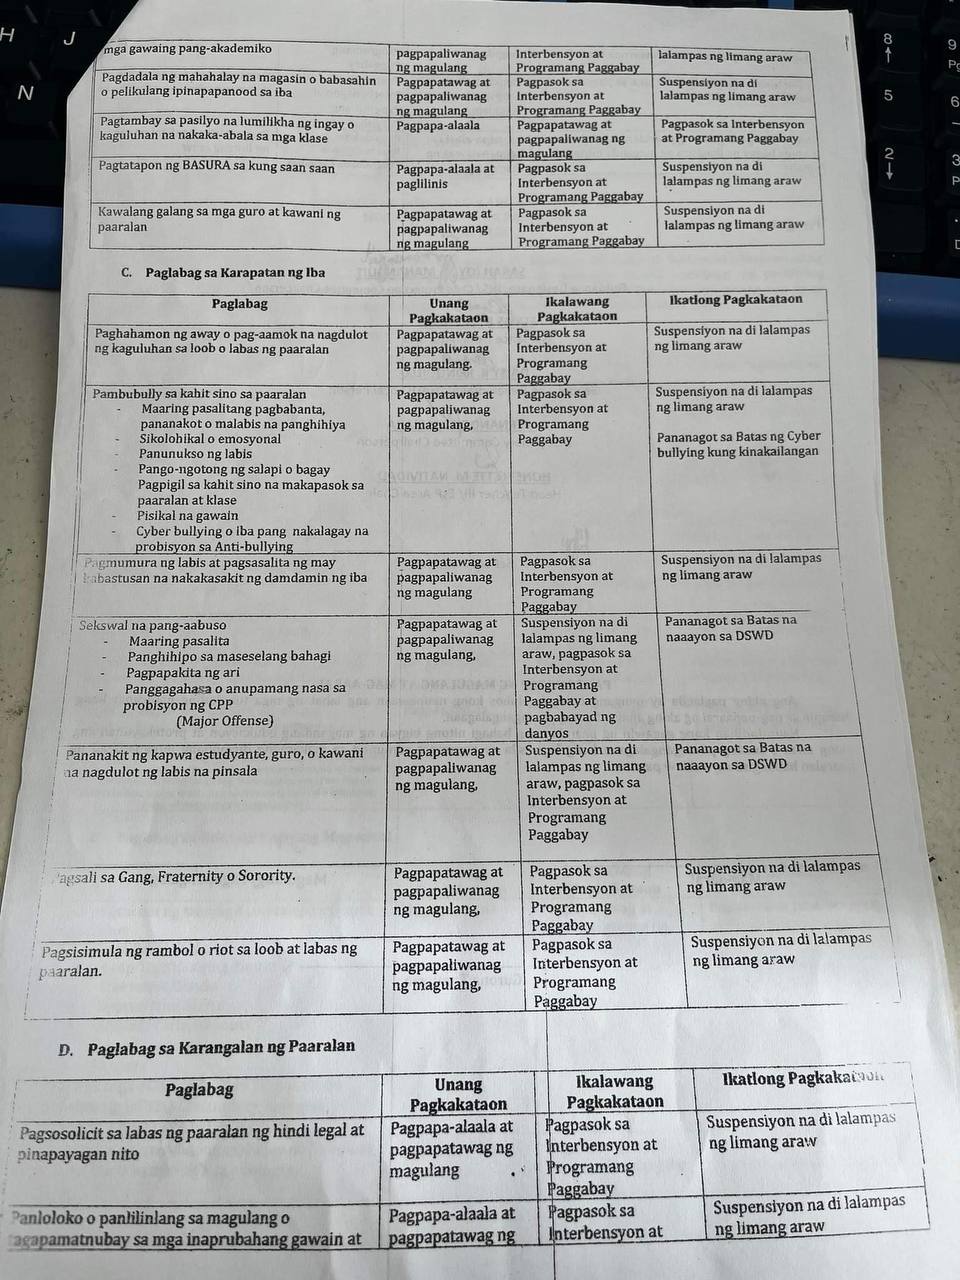 H
J
N
8
↑
9
5
6
2
↓
3
mga gawaing pang-akademiko
pagpapaliwanag
ng magulang
Interbensyon at
Programang Paggabay
lalampas ng limang araw
Pagdadala ng mahahalay na magasin o babasahin
o pelikulang ipinapapanood sa iba
Pagpapatawag at
pagpapaliwanag
ng magulang
Pagpasok sa
Interbensyon at
Programang Paggabay
Suspensiyon na di
lalampas ng limang araw
Pagtambay sa pasilyo na lumilikha ng ingay o
kaguluhan na nakaka-abala sa mga klase
Pagpapa-alaala
Pagpapatawag at
pagpapaliwanag ng
magulang
Pagpasok sa Interbensyon
at Programang Paggabay
Pagtatapon ng BASURA sa kung saan saan
Pagpapa-alaala at
paglilinis
Pagpasok sa
Interbensyon at
Programang Paggabay
Suspensiyon na di
lalampas ng limang araw
Kawalang galang sa mga guro at kawani ng
paaralan
Pagpapatawag at
pagpapaliwanag
ng magulang
Pagpasok sa
Interbensyon at
Programang Paggabay
Suspensiyon na di
lalampas ng limang araw
C. Paglabag sa Karapatan ng Iba
Paglabag
Unang
Pagkakataon
Ikalawang
Pagkakataon
Ikatlong Pagkakataon
Paghahamon ng away o pag-aamok na nagdulot
ng kaguluhan sa loob o labas ng paaralan
Pagpapatawag at
pagpapaliwanag
ng magulang.
Pagpasok sa
Interbensyon at
Programang
Paggabay
Suspensiyon na di lalampas
ng limang araw
Pambubully sa kahit sino sa paaralan
- Maaring pasalitang pagbabanta,
pananakot o malabis na panghihiya
- Sikolohikal o emosyonal
- Panunukso ng labis
- Pango-ngotong ng salapi o bagay
Pagpigil sa kahit sino na makapasok sa
paaralan at klase
- Pisikal na gawain
- Cyber bullying o iba pang nakalagay na
probisyon sa Anti-bullying
Pagpapatawag at
pagpapaliwanag
ng magulang,
Pagpasok sa
Interbensyon at
Programang
Paggabay
Suspensiyon na di lalampas
ng limang araw
Pananagot sa Batas ng Cyber
bullying kung kinakailangan
Pagmumura ng labis at pagsasalita ng may
kabastusan na nakakasakit ng damdamin ng iba
Pagpapatawag at
pagpapaliwanag
ng magulang
Pagpasok sa
Interbensyon at
Programang
Paggabay
Suspensiyon na di lalampas
ng limang araw
Sekswal na pang-aabuso
- Maaring pasalita
- Panghihipo sa maseselang bahagi
- Pagpapakita ng ari
- Panggagahasa o anupamang nasa sa
probisyon ng CPP
(Major Offense)
Pagpapatawag at
pagpapaliwanag
ng magulang,
Suspensiyon na di
lalampas ng limang
araw, pagpasok sa
Interbensyon at
Programang
Paggabay at
pagbabayad ng
danyos
Pananagot sa Batas na
naaayon sa DSWD
Pananakit ng kapwa estudyante, guro, o kawani
na nagdulot ng labis na pinsala
Pagpapatawag at
pagpapaliwanag
ng magulang,
Suspensiyon na di
lalampas ng limang
araw, pagpasok sa
Interbensyon at
Programang
Paggabay
Pananagot sa Batas na
naaayon sa DSWD
Pagsali sa Gang, Fraternity o Sorority.
Pagpapatawag at
pagpapaliwanag
ng magulang,
Pagpasok sa
Interbensyon at
Programang
Paggabay
Suspensiyon na di lalampas
ng limang araw
Pagsisimula ng rambol o riot sa loob at labas ng
paaralan.
Pagpapatawag at
pagpapaliwanag
ng magulang,
Pagpasok sa
Interbensyon at
Programang
Paggabay
Suspensiyon na di lalampas
ng limang araw
D. Paglabag sa Karangalan ng Paaralan
Paglabag
Unang
Pagkakataon
Ikalawang
Pagkakataon
Ikatlong Pagkakataon
Pagsosolicit sa labas ng paaralan ng hindi legal at
pinapayagan nito
Pagpapa-alaala at
pagpapatawag ng
magulang
Pagpasok sa
Interbensyon at
Programang
Paggabay
Suspensiyon na di lalampas
ng limang araw
Panloloko o panlilinlang sa magulang o
tagapamatnubay sa mga inaprubahang gawain at
Pagpapa-alaala at
pagpapatawag ng
Pagpasok sa
Interbensyon at
Suspensiyon na di lalampas
ng limang araw